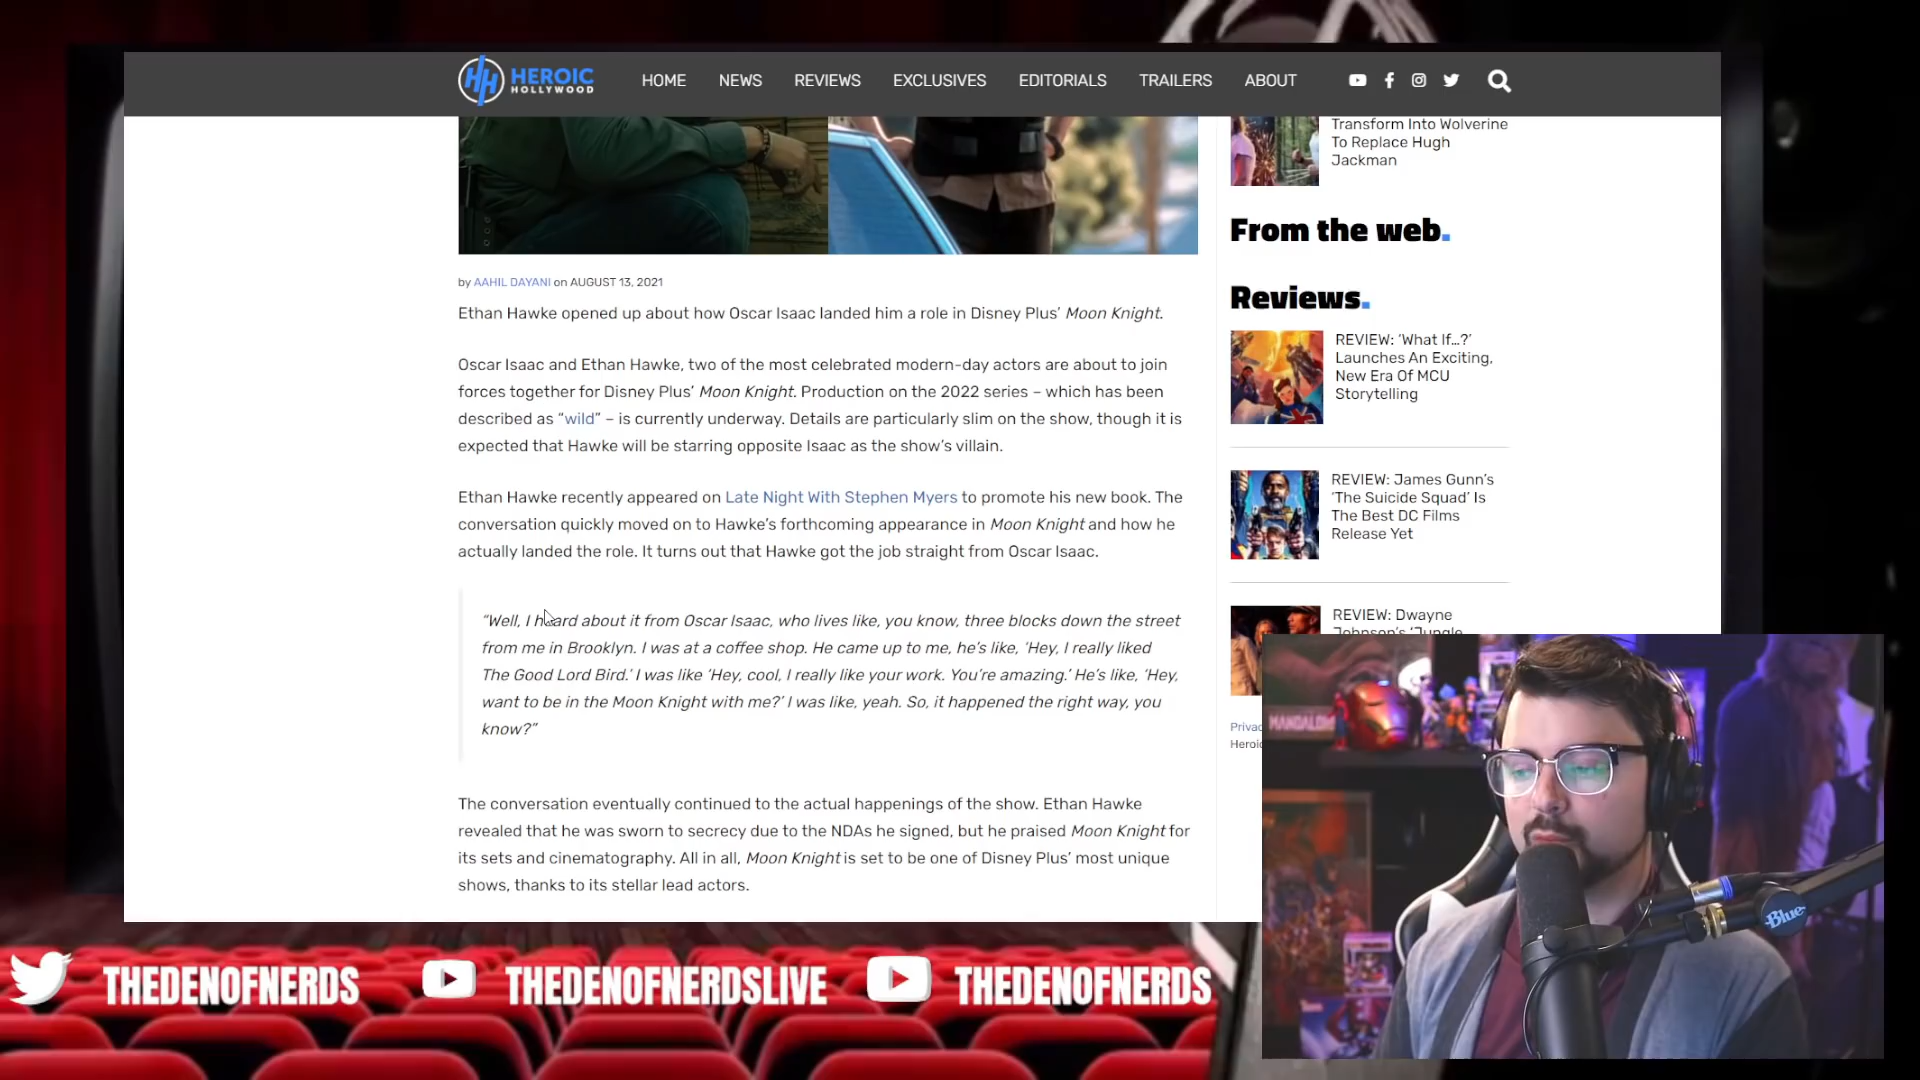 HH HEROIC HOLLYWOOD
HOME NEWS REVIEWS EXCLUSIVES EDITORIALS TRAILERS ABOUT
by AAHIL DAYANI on AUGUST 13, 2021
Ethan Hawke opened up about how Oscar Isaac landed him a role in Disney Plus’ Moon Knight.
Oscar Isaac and Ethan Hawke, two of the most celebrated modern-day actors are about to join
forces together for Disney Plus’ Moon Knight. Production on the 2022 series – which has been
described as “wild” – is currently underway. Details are particularly slim on the show, though it is
expected that Hawke will be starring opposite Isaac as the show’s villain.
Ethan Hawke recently appeared on Late Night With Stephen Myers to promote his new book. The
conversation quickly moved on to Hawke’s forthcoming appearance in Moon Knight and how he
actually landed the role. It turns out that Hawke got the job straight from Oscar Isaac.
“Well, I heard about it from Oscar Isaac, who lives like, you know, three blocks down the street
from me in Brooklyn. I was at a coffee shop. He came up to me, he’s like, ‘Hey, I really liked
The Good Lord Bird.’ I was like ‘Hey, cool, I really like your work. You’re amazing.’ He’s like, ‘Hey,
want to be in the Moon Knight with me?’ I was like, yeah. So, it happened the right way, you
know?”
The conversation eventually continued to the actual happenings of the show. Ethan Hawke
revealed that he was sworn to secrecy due to the NDAs he signed, but he praised Moon Knight for
its sets and cinematography. All in all, Moon Knight is set to be one of Disney Plus’ most unique
shows, thanks to its stellar lead actors.
Transform Into Wolverine
To Replace Hugh
Jackman
From the web.
Reviews.
REVIEW: ‘What If…?’
Launches An Exciting,
New Era Of MCU
Storytelling
REVIEW: James Gunn’s
‘The Suicide Squad’ Is
The Best DC Films
Release Yet
REVIEW: Dwayne
Johnson’s ‘Jungle
Privac
Heroic
MANDALOR
Blue
THEDENOFNERDS THEDENOFNERDSLIVE THEDENOFNERDS